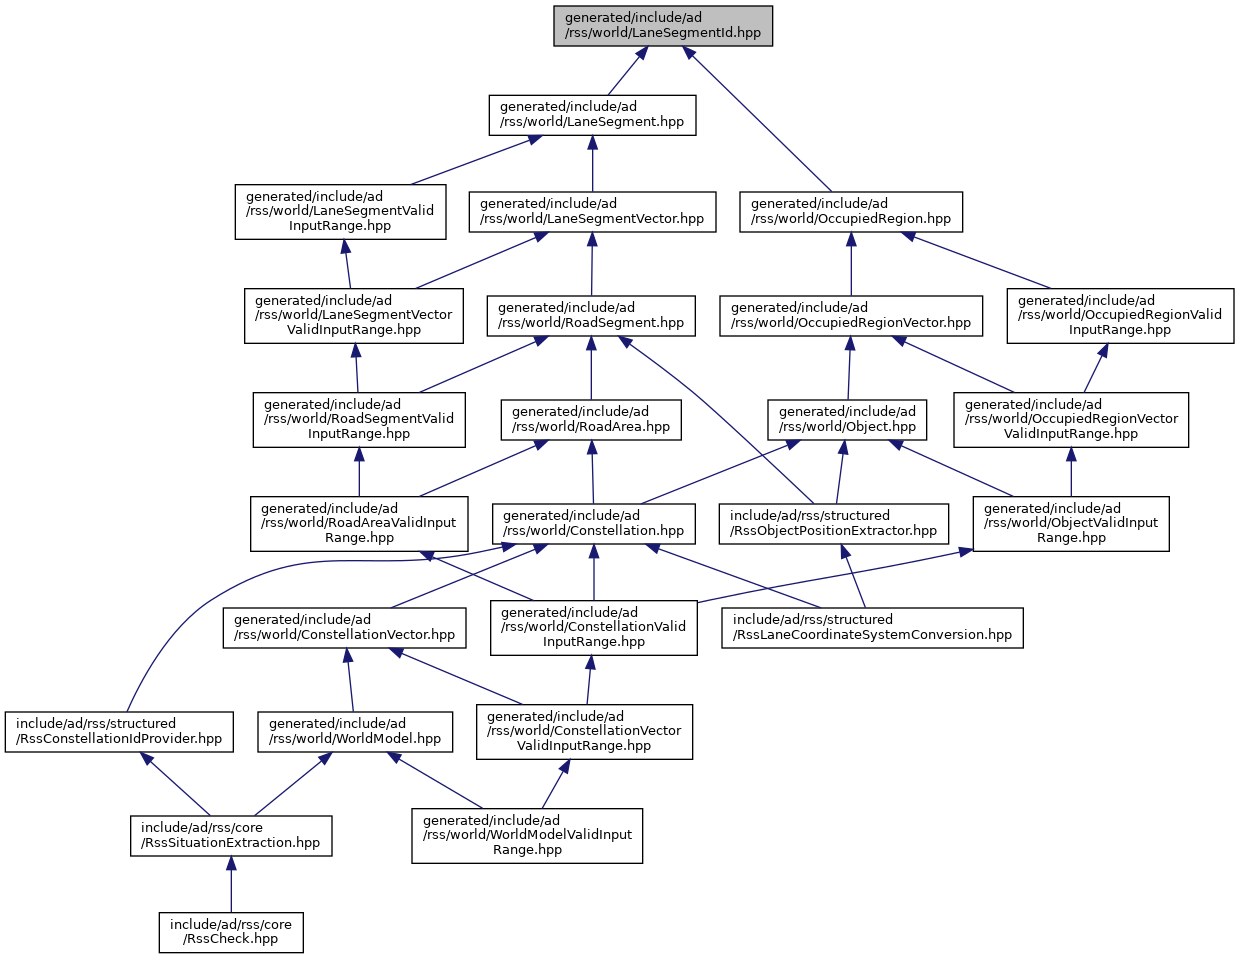 generated/include/ad
/rss/world/LaneSegmentId.hpp
generated/include/ad
/rss/world/LaneSegment.hpp
generated/include/ad
/rss/world/LaneSegmentValid
InputRange.hpp
generated/include/ad
/rss/world/LaneSegmentVector.hpp
generated/include/ad
/rss/world/OccupiedRegion.hpp
generated/include/ad
/rss/world/LaneSegmentVector
ValidInputRange.hpp
generated/include/ad
/rss/world/RoadSegment.hpp
generated/include/ad
/rss/world/OccupiedRegionVector.hpp
generated/include/ad
/rss/world/OccupiedRegionValid
InputRange.hpp
generated/include/ad
/rss/world/RoadSegmentValid
InputRange.hpp
generated/include/ad
/rss/world/RoadArea.hpp
generated/include/ad
/rss/world/Object.hpp
generated/include/ad
/rss/world/OccupiedRegionVector
ValidInputRange.hpp
generated/include/ad
/rss/world/RoadAreaValidInput
Range.hpp
generated/include/ad
/rss/world/Constellation.hpp
include/ad/rss/structured
/RssObjectPositionExtractor.hpp
generated/include/ad
/rss/world/ObjectValidInput
Range.hpp
generated/include/ad
/rss/world/ConstellationVector.hpp
generated/include/ad
/rss/world/ConstellationValid
InputRange.hpp
include/ad/rss/structured
/RssLaneCoordinateSystemConversion.hpp
include/ad/rss/structured
/RssConstellationIdProvider.hpp
generated/include/ad
/rss/world/WorldModel.hpp
generated/include/ad
/rss/world/ConstellationVector
ValidInputRange.hpp
include/ad/rss/core
/RssSituationExtraction.hpp
generated/include/ad
/rss/world/WorldModelValidInput
Range.hpp
include/ad/rss/core
/RssCheck.hpp